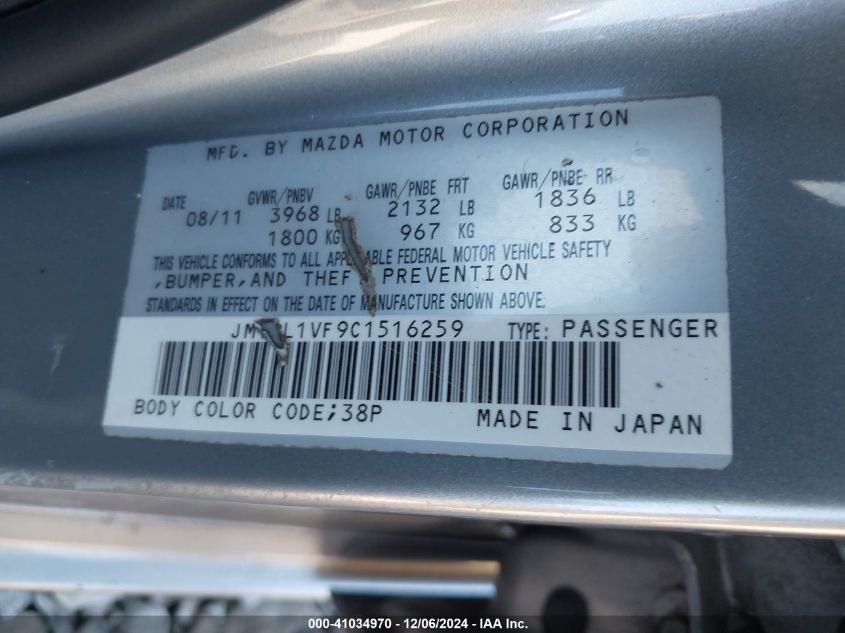 MFD. BY MAZDA MOTOR CORPORATION
DATE GVWR/PNBV GAWR/PNBE FRT GAWR/PNBE RR
08/11 3968 LB 2132 LB 1836 LB
1800 KG 967 KG 833 KG
THIS VEHICLE CONFORMS TO ALL APPLICABLE FEDERAL MOTOR VEHICLE SAFETY
,BUMPER,AND THEFT PREVENTION
STANDARDS IN EFFECT ON THE DATE OF MANUFACTURE SHOWN ABOVE;
TYPE: PASSENGER
BODY COLOR CODE;38P MADE IN JAPAN
000-41034970 - 12/06/2024 - IAA Inc.